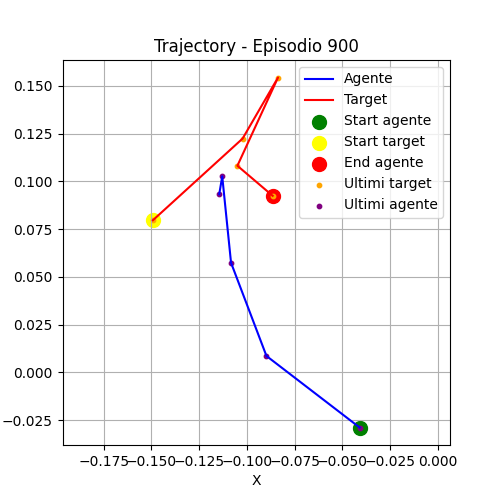 Trajectory - Episodio 900
Agente
Target
Start agente
Start target
End agente
Ultimi target
Ultimi agente
0.150
0.125
0.100
0.075
0.050
0.025
0.000
−0.025
−0.175 −0.150 −0.125 −0.100 −0.075 −0.050 −0.025 0.000
X